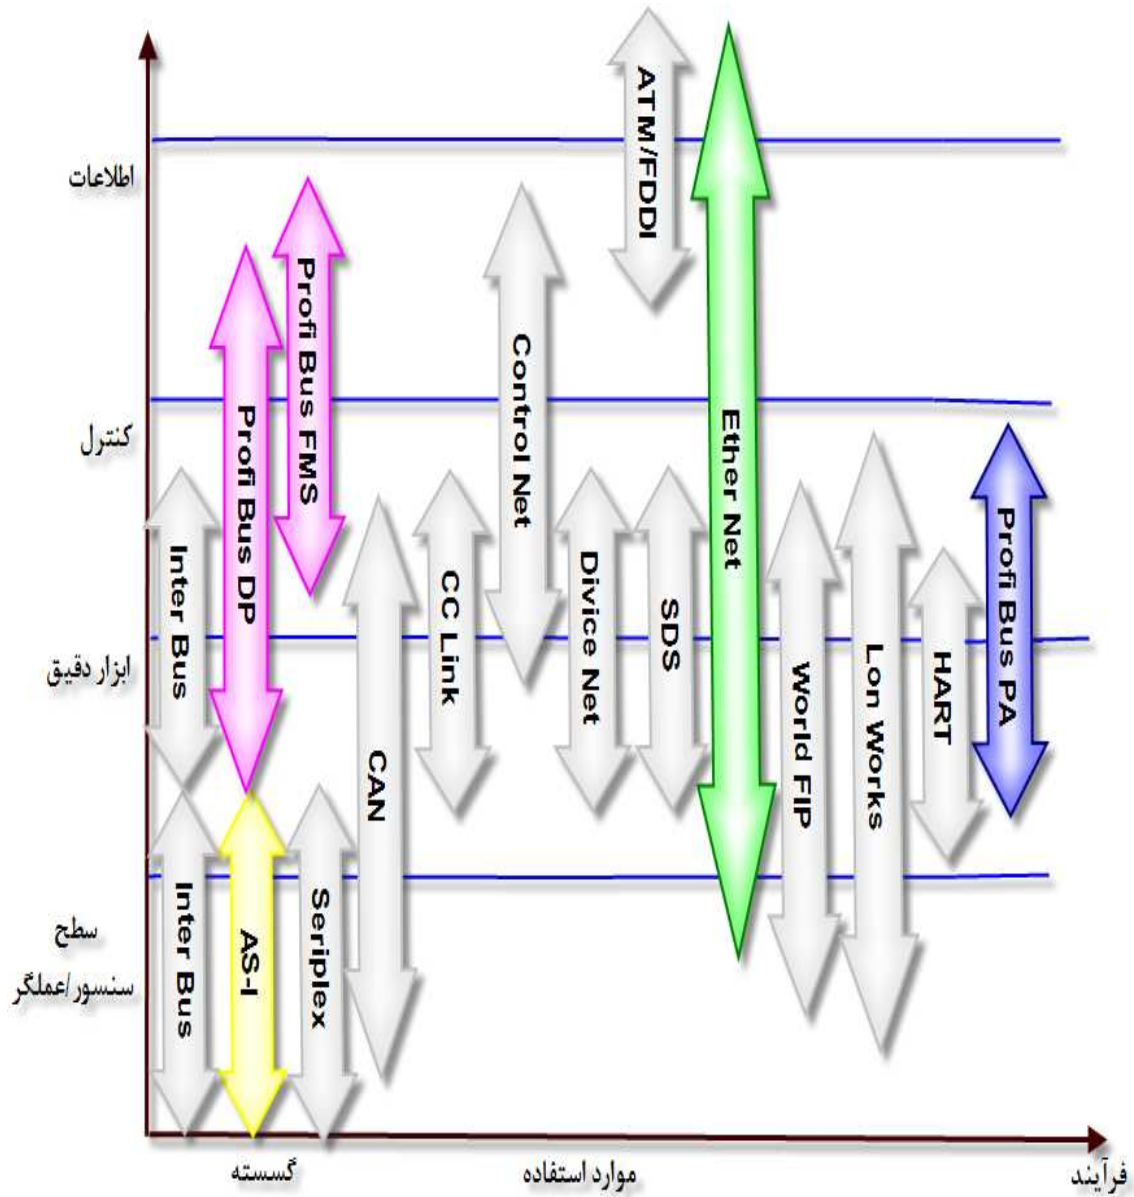 ATM/FDDI
اطلاعات
Profi Bus FMS
Profi Bus DP
Control Net
Ether Net
کنترل
Inter Bus
CC Link
Divice Net
SDS
World FIP
Lon Works
HART
Profi Bus PA
ابزار دقیق
CAN
Inter Bus
AS-I
Seriplex
سطح
سنسور/عملگر
گسسته
موارد استفاده
فرآیند